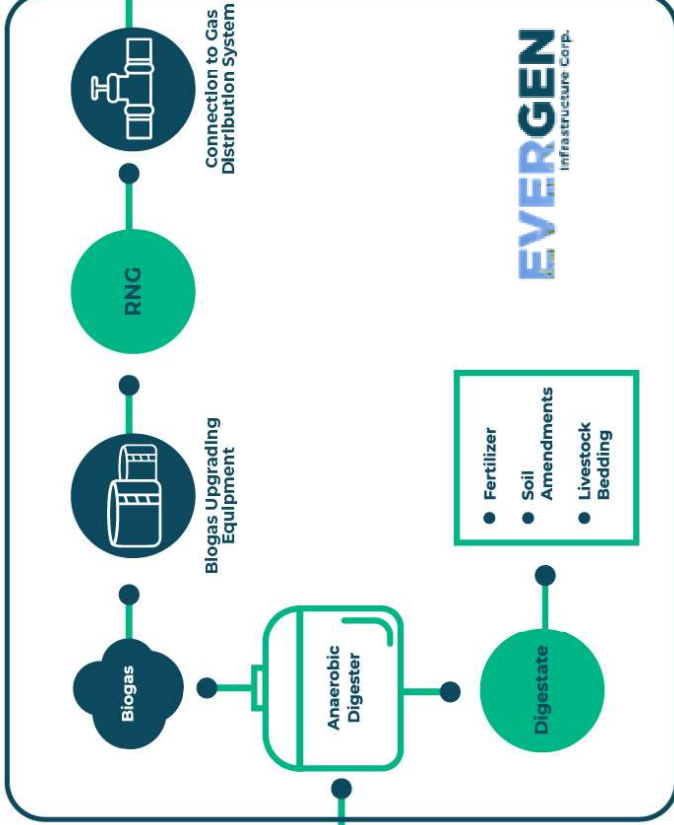 Biogas
Biogas Upgrading
Equipment
RNG
Connection to Gas
Distribution System
Anaerobic
Digester
Digestate
Fertilizer
Soil
Amendments
Livestock
Bedding
EVERGEN
Infrastructure Corp.